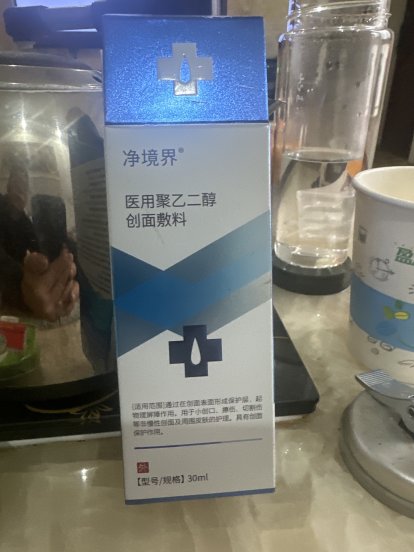 净境界®
医用聚乙二醇
创面敷料
[适用范围]通过在创面表面形成保护层，起
物理屏障作用。用于小创口、擦伤、切割伤
等非慢性创面及周围皮肤的护理。具有创面
保护作用。
外
【型号/规格】30ml